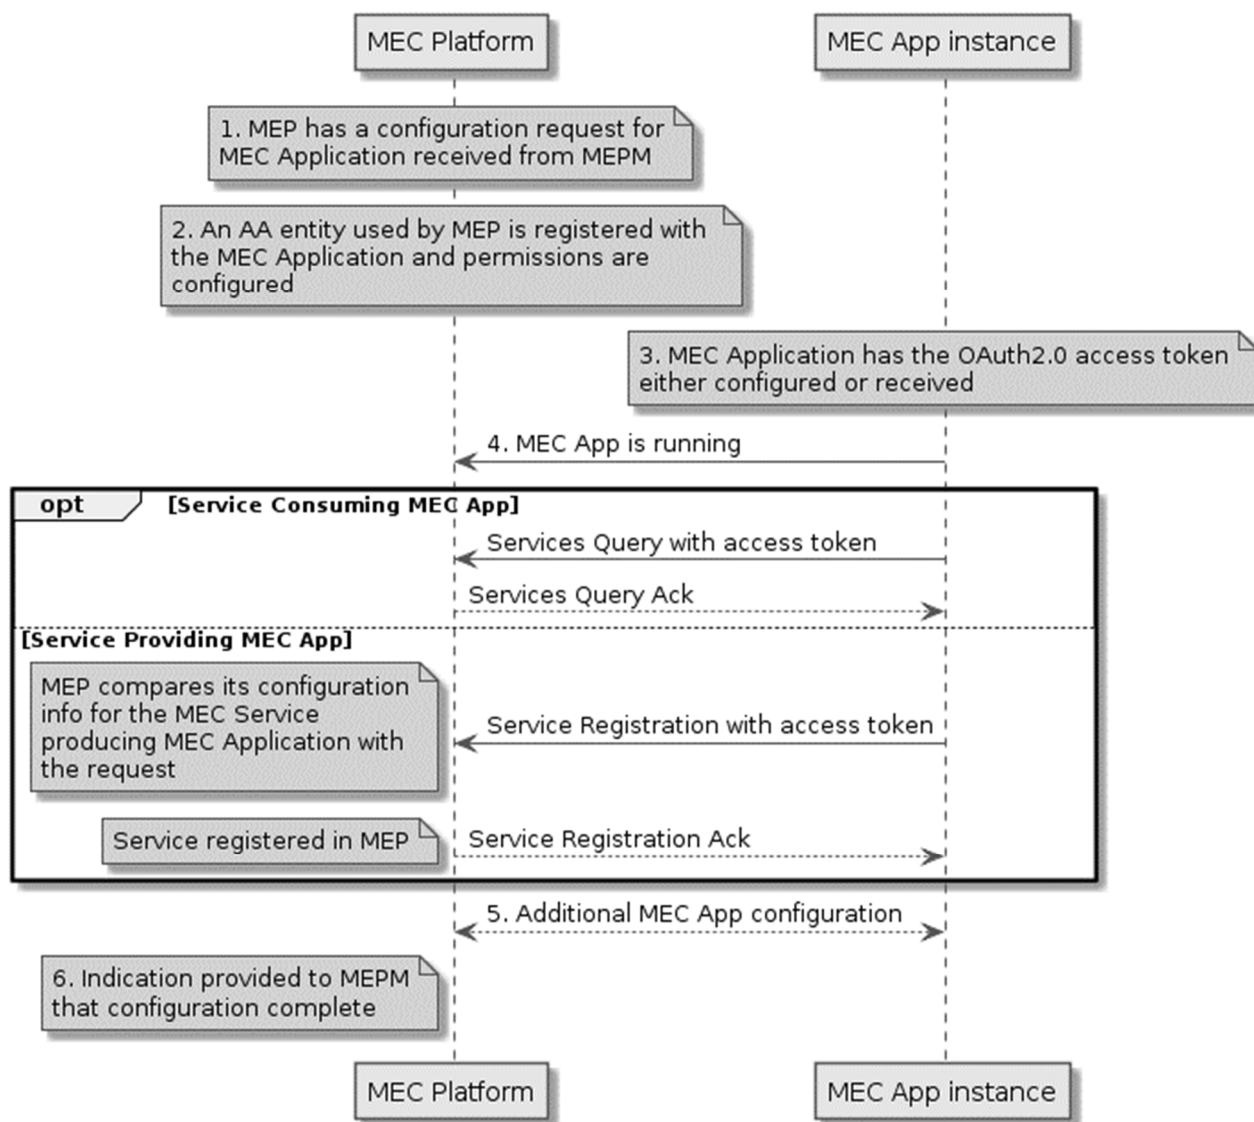 MEC Platform
MEC App instance
1. MEP has a configuration request for
MEC Application received from MEPM
2. An AA entity used by MEP is registered with
the MEC Application and permissions are
configured
3. MEC Application has the OAuth2.0 access token
either configured or received
4. MEC App is running
opt
[Service Consuming MEC App]
Services Query with access token
Services Query Ack
[Service Providing MEC App]
MEP compares its configuration
info for the MEC Service
producing MEC Application with
the request
Service Registration with access token
Service registered in MEP
Service Registration Ack
5. Additional MEC App configuration
6. Indication provided to MEPM
that configuration complete
MEC Platform
MEC App instance